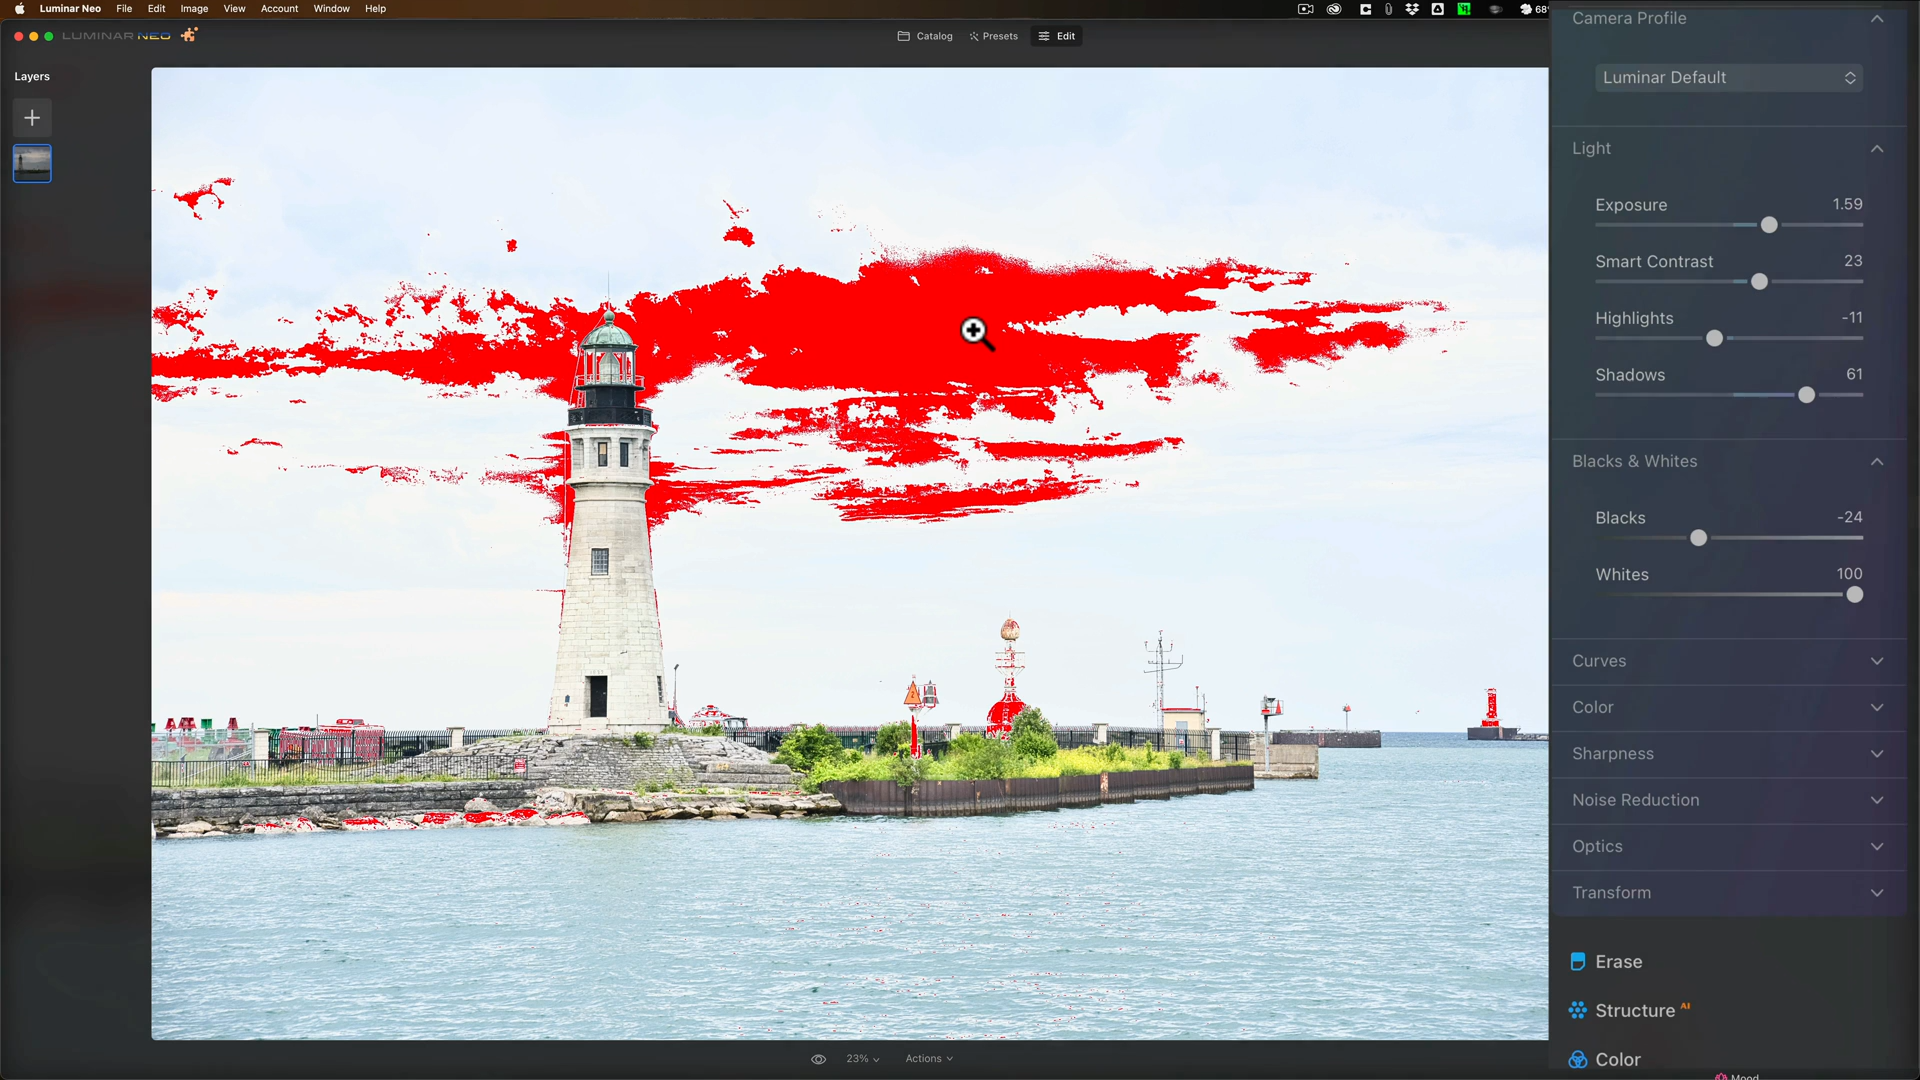 Luminar Neo File Edit Image View Account Window Help 68%
LUMINAR NEO
Catalog Presets Edit
Layers
Camera Profile
Luminar Default
Light
Exposure 1.59
Smart Contrast 23
Highlights -11
Shadows 61
Blacks & Whites
Blacks -24
Whites 100
Curves
Color
Sharpness
Noise Reduction
Optics
Transform
Erase
Structure AI
Color
Mood
23% Actions